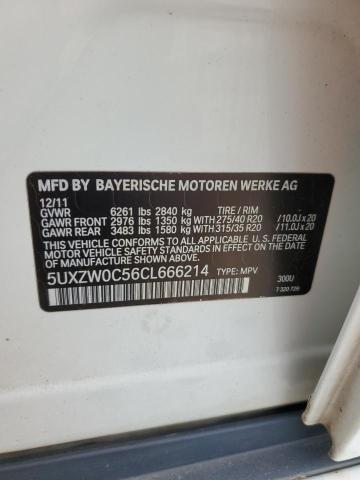 MFD BY BAYERISCHE MOTOREN WERKE AG
12/11
GVWR 6261 lbs 2840 kg TIRE / RIM
GAWR FRONT 2976 lbs 1350 kg WITH 275/40 R20 /10.0J x 20
GAWR REAR 3483 lbs 1580 kg WITH 315/35 R20 /11.0J x 20
THIS VEHICLE CONFORMS TO ALL APPLICABLE U.S. FEDERAL
MOTOR VEHICLE SAFETY STANDARDS IN EFFECT ON THE
DATE OF MANUFACTURE SHOWN ABOVE.
5UXZW0C56CL666214 TYPE: MPV
300U
7 320 726